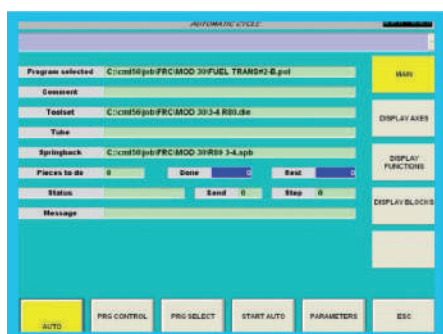 AUTOMATIC CYCLE
Program selected C:\cml50\job\FRC\MOD 30\FUEL TRANS#2-B.pol
MAIN
Comment
Toolset C:\cml50\job\FRC\MOD 30\3-4 R80.die
DISPLAY AXES
Tube
Springback C:\cml50\job\FRC\MOD 30\R80 3-4.spb
DISPLAY FUNCTIONS
Pieces to do 0 Done 0 Rest 0
Status Bend 0 Step 0
DISPLAY BLOCKS
Message
AUTO PRG CONTROL PRG SELECT START AUTO PARAMETERS ESC